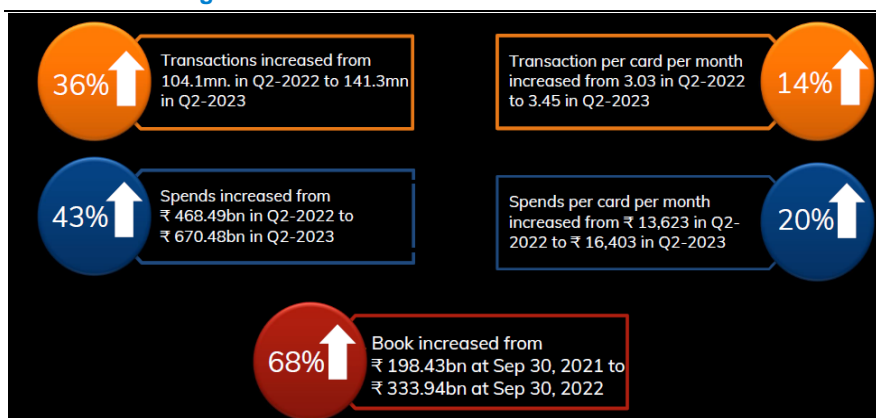 36%
Transactions increased from
104.1mn. in Q2-2022 to 141.3mn
in Q2-2023
Transaction per card per month
increased from 3.03 in Q2-2022
to 3.45 in Q2-2023
14%
43%
Spends increased from
₹ 468.49bn in Q2-2022 to
₹ 670.48bn in Q2-2023
Spends per card per month
increased from ₹ 13,623 in Q2-
2022 to ₹ 16,403 in Q2-2023
20%
68%
Book increased from
₹ 198.43bn at Sep 30, 2021 to
₹ 333.94bn at Sep 30, 2022